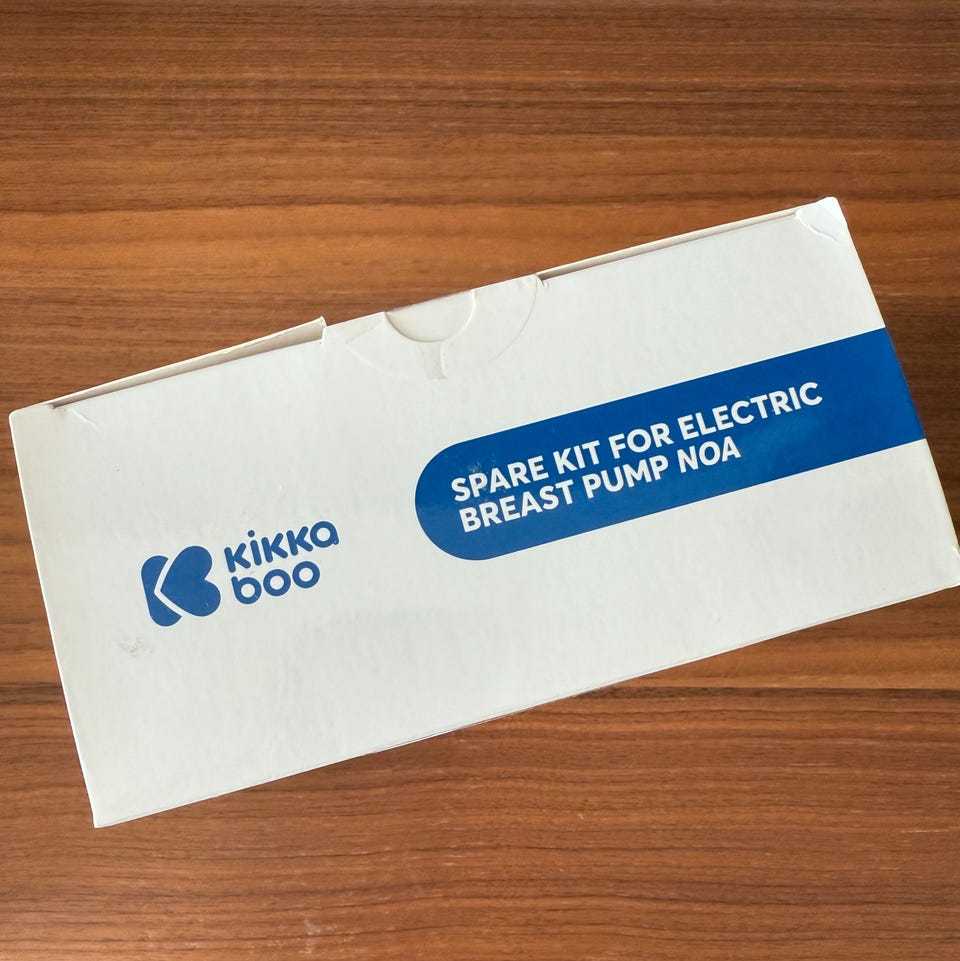 kikka
boo
SPARE KIT FOR ELECTRIC
BREAST PUMP NOA